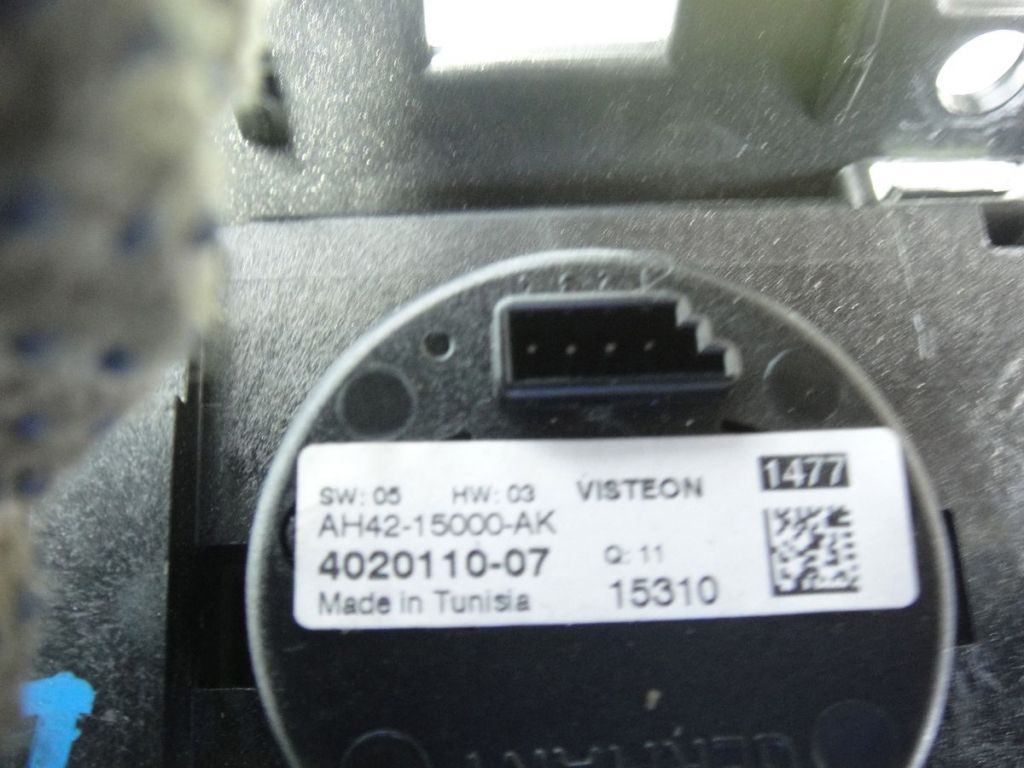 SW: 05 HW: 03 VISTEON 1477
AH42-15000-AK
4020110-07 Q: 11
Made in Tunisia 15310